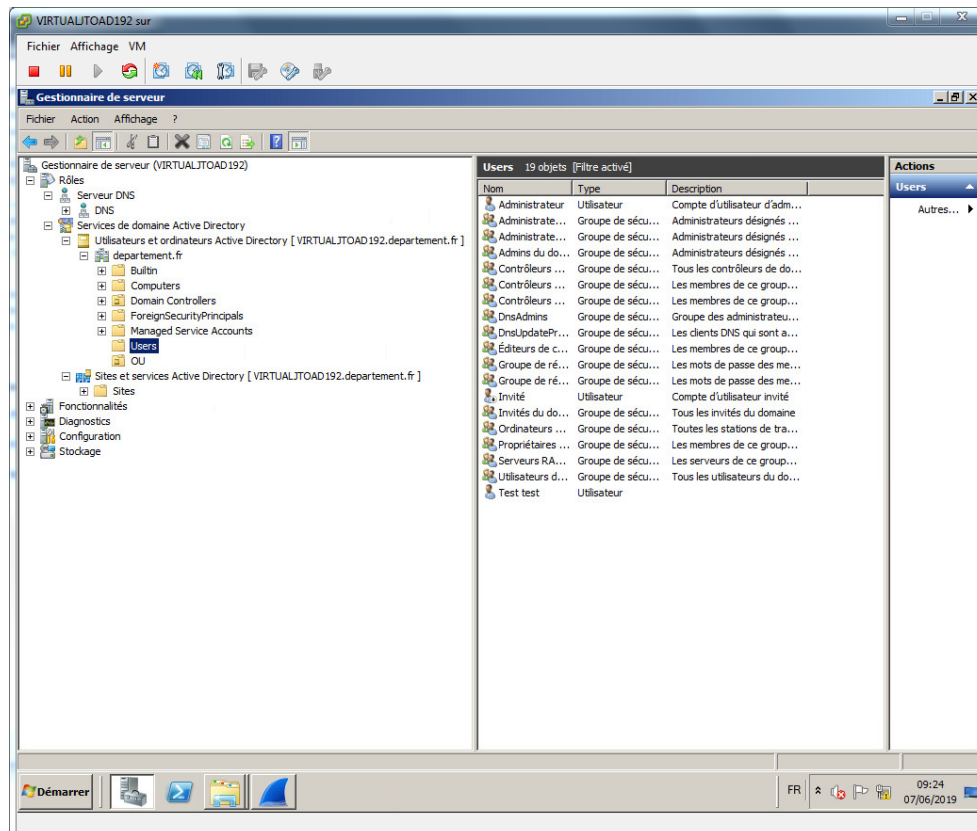 VIRTUALJTOAD192 sur
Fichier Affichage VM
Gestionnaire de serveur
Fichier Action Affichage ?
Gestionnaire de serveur (VIRTUALJTOAD192)
Rôles
Serveur DNS
DNS
Services de domaine Active Directory
Utilisateurs et ordinateurs Active Directory [ VIRTUALJTOAD192.departement.fr ]
departement.fr
Builtin
Computers
Domain Controllers
ForeignSecurityPrincipals
Managed Service Accounts
Users
OU
Sites et services Active Directory [ VIRTUALJTOAD192.departement.fr ]
Sites
Fonctionnalités
Diagnostics
Configuration
Stockage
Users 19 objets [Filtre activé]
Nom Type Description
Administrateur Utilisateur Compte d'utilisateur d'adm...
Administrate... Groupe de sécu... Administrateurs désignés ...
Administrate... Groupe de sécu... Administrateurs désignés ...
Admins du do... Groupe de sécu... Administrateurs désignés ...
Contrôleurs ... Groupe de sécu... Tous les contrôleurs de do...
Contrôleurs ... Groupe de sécu... Les membres de ce group...
Contrôleurs ... Groupe de sécu... Les membres de ce group...
DnsAdmins Groupe de sécu... Groupe des administrateu...
DnsUpdatePr... Groupe de sécu... Les clients DNS qui sont a...
Éditeurs de c... Groupe de sécu... Les membres de ce group...
Groupe de ré... Groupe de sécu... Les mots de passe des me...
Groupe de ré... Groupe de sécu... Les mots de passe des me...
Invité Utilisateur Compte d'utilisateur invité
Invités du do... Groupe de sécu... Tous les invités du domaine
Ordinateurs ... Groupe de sécu... Toutes les stations de tra...
Propriétaires ... Groupe de sécu... Les membres de ce group...
Serveurs RA... Groupe de sécu... Les serveurs de ce group...
Utilisateurs d... Groupe de sécu... Tous les utilisateurs du do...
Test test Utilisateur
Actions
Users
Autres...
Démarrer
FR
09:24
07/06/2019